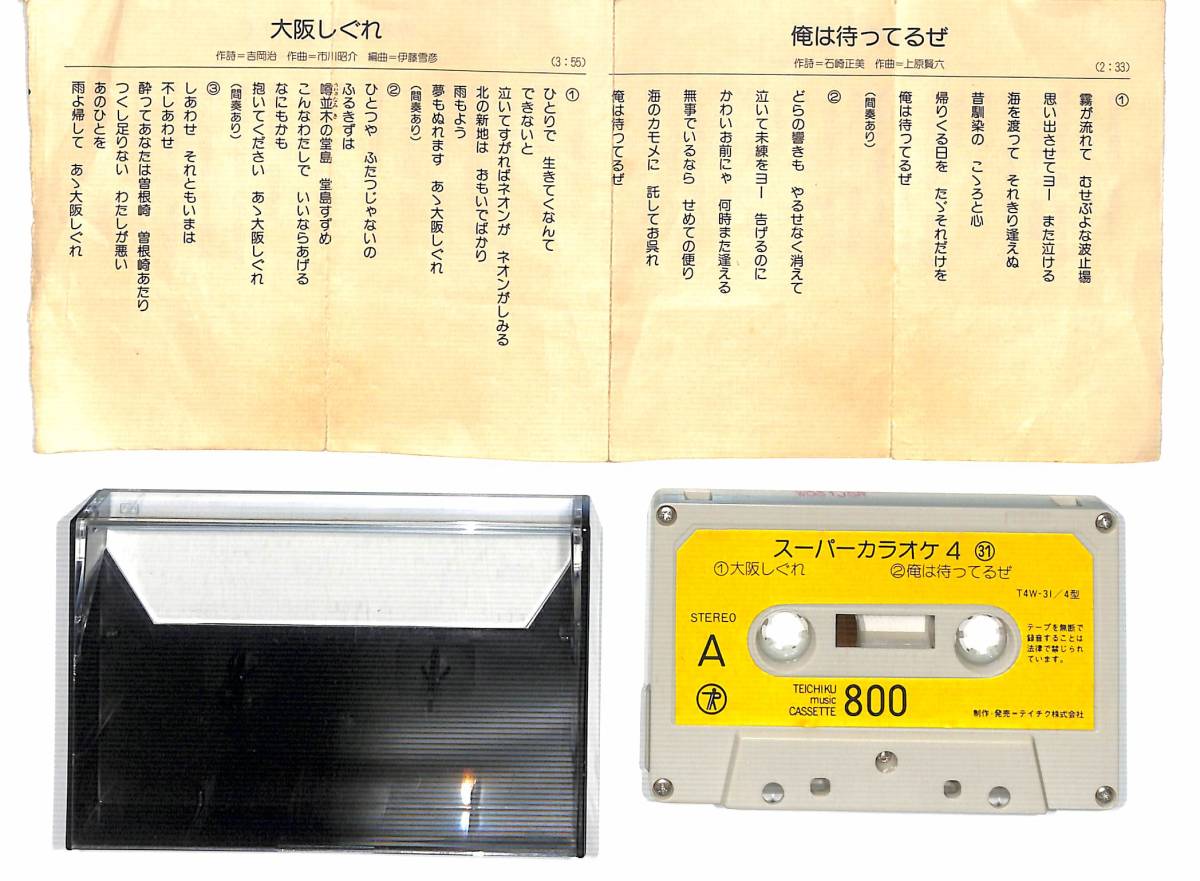 大阪しぐれ
作詩＝吉岡治　作曲＝市川昭介　編曲＝伊藤雪彦
(3：55)
①
ひとりで　生きてくなんて
できないと
泣いてすがればネオンが　ネオンがしみる
北の新地は　おもいでばかり
雨もよう
夢もぬれます　あゝ大阪しぐれ
（間奏あり）
②
ひとつや　ふたつじゃないの
ふるきずは
噂並木の堂島　堂島すずめ
こんなわたしで　いいならあげる
なにもかも
抱いてください　あゝ大阪しぐれ
（間奏あり）
③
しあわせ　それともいまは
不しあわせ
酔ってあなたは曽根崎　曽根崎あたり
つくし足りない　わたしが悪い
あのひとを
雨よ帰して　あゝ大阪しぐれ
俺は待ってるぜ
作詩＝石崎正美　作曲＝上原賢六
(2：33)
①
霧が流れて　むせぶよな波止場
思い出させてヨー　また泣ける
海を渡って　それきり逢えぬ
昔馴染の　こゝろと心
帰りくる日を　たゞそれだけを
俺は待ってるぜ
（間奏あり）
②
どらの響きも　やるせなく消えて
泣いて未練をヨー　告げるのに
かわいお前にゃ　何時また逢える
無事でいるなら　せめての便り
海のカモメに　託してお呉れ
俺は待ってるぜ
スーパーカラオケ4 ㉛
①大阪しぐれ　②俺は待ってるぜ
T4W-31／4型
STEREO
A
テープを無断で
録音することは
法律で禁じられ
ています。
TEICHIKU
music
CASSETTE
800
制作・発売＝テイチク株式会社